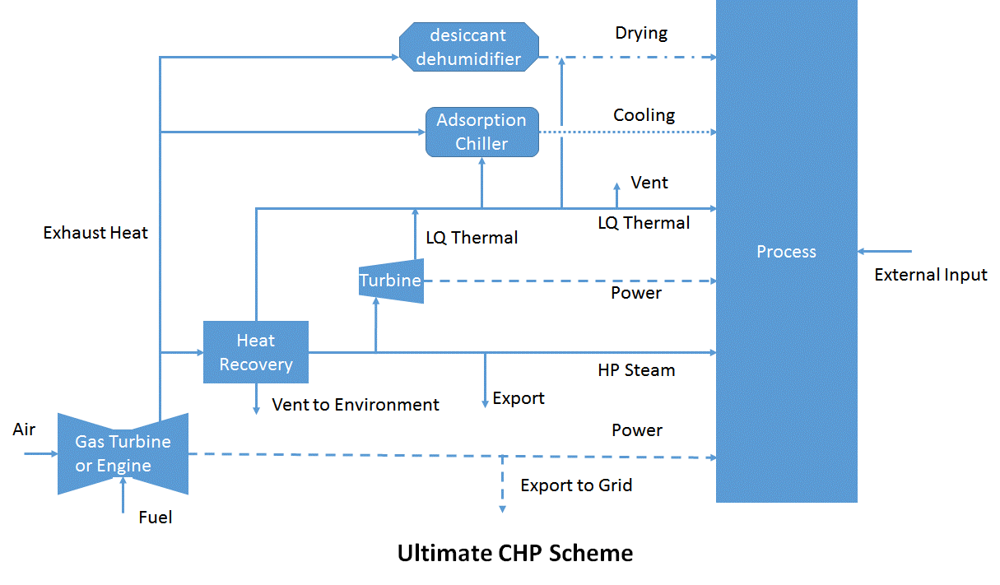 desiccant
dehumidifier
Drying
Adsorption
Chiller
Cooling
Vent
Exhaust Heat
LQ Thermal
LQ Thermal
Process
External Input
Turbine
Power
Heat
Recovery
HP Steam
Vent to Environment
Export
Air
Gas Turbine
or Engine
Power
Export to Grid
Fuel
Ultimate CHP Scheme